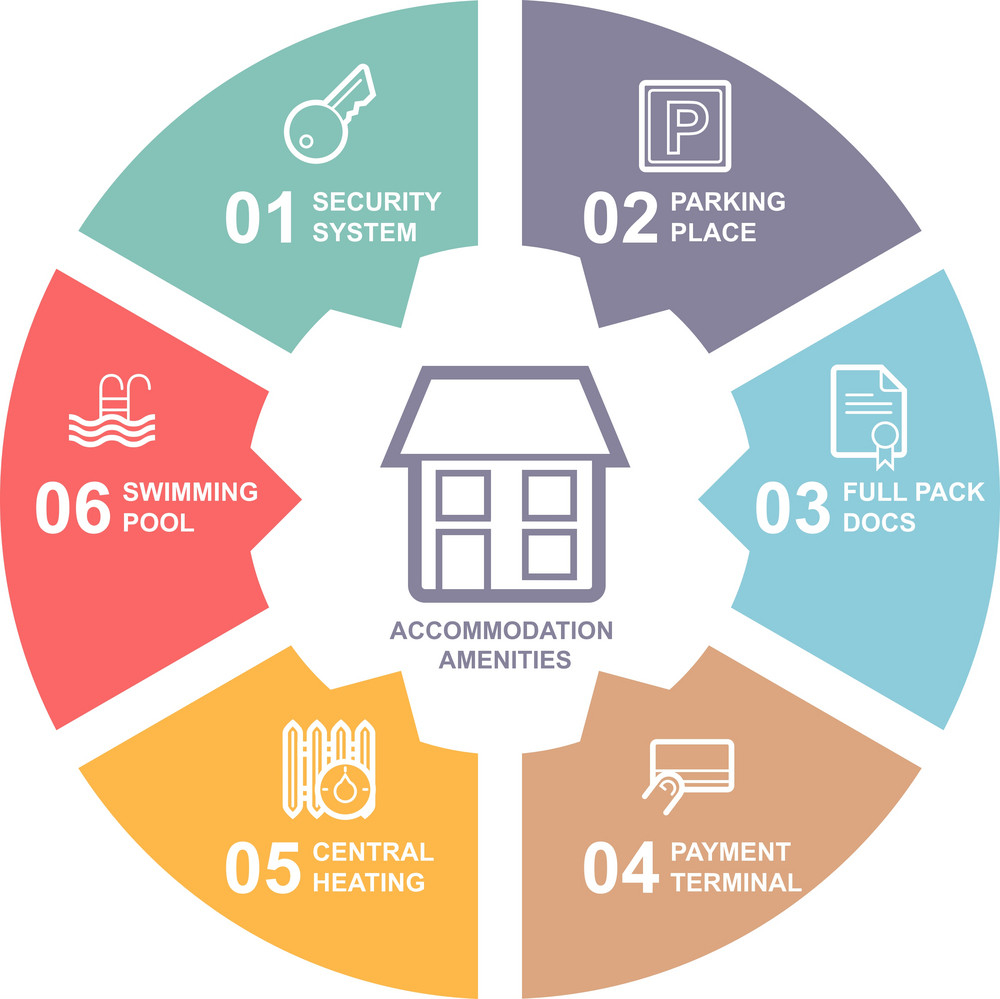 01 SECURITY
SYSTEM
P
02 PARKING
PLACE
03 FULL PACK
DOCS
04 PAYMENT
TERMINAL
05 CENTRAL
HEATING
06 SWIMMING
POOL
ACCOMMODATION
AMENITIES